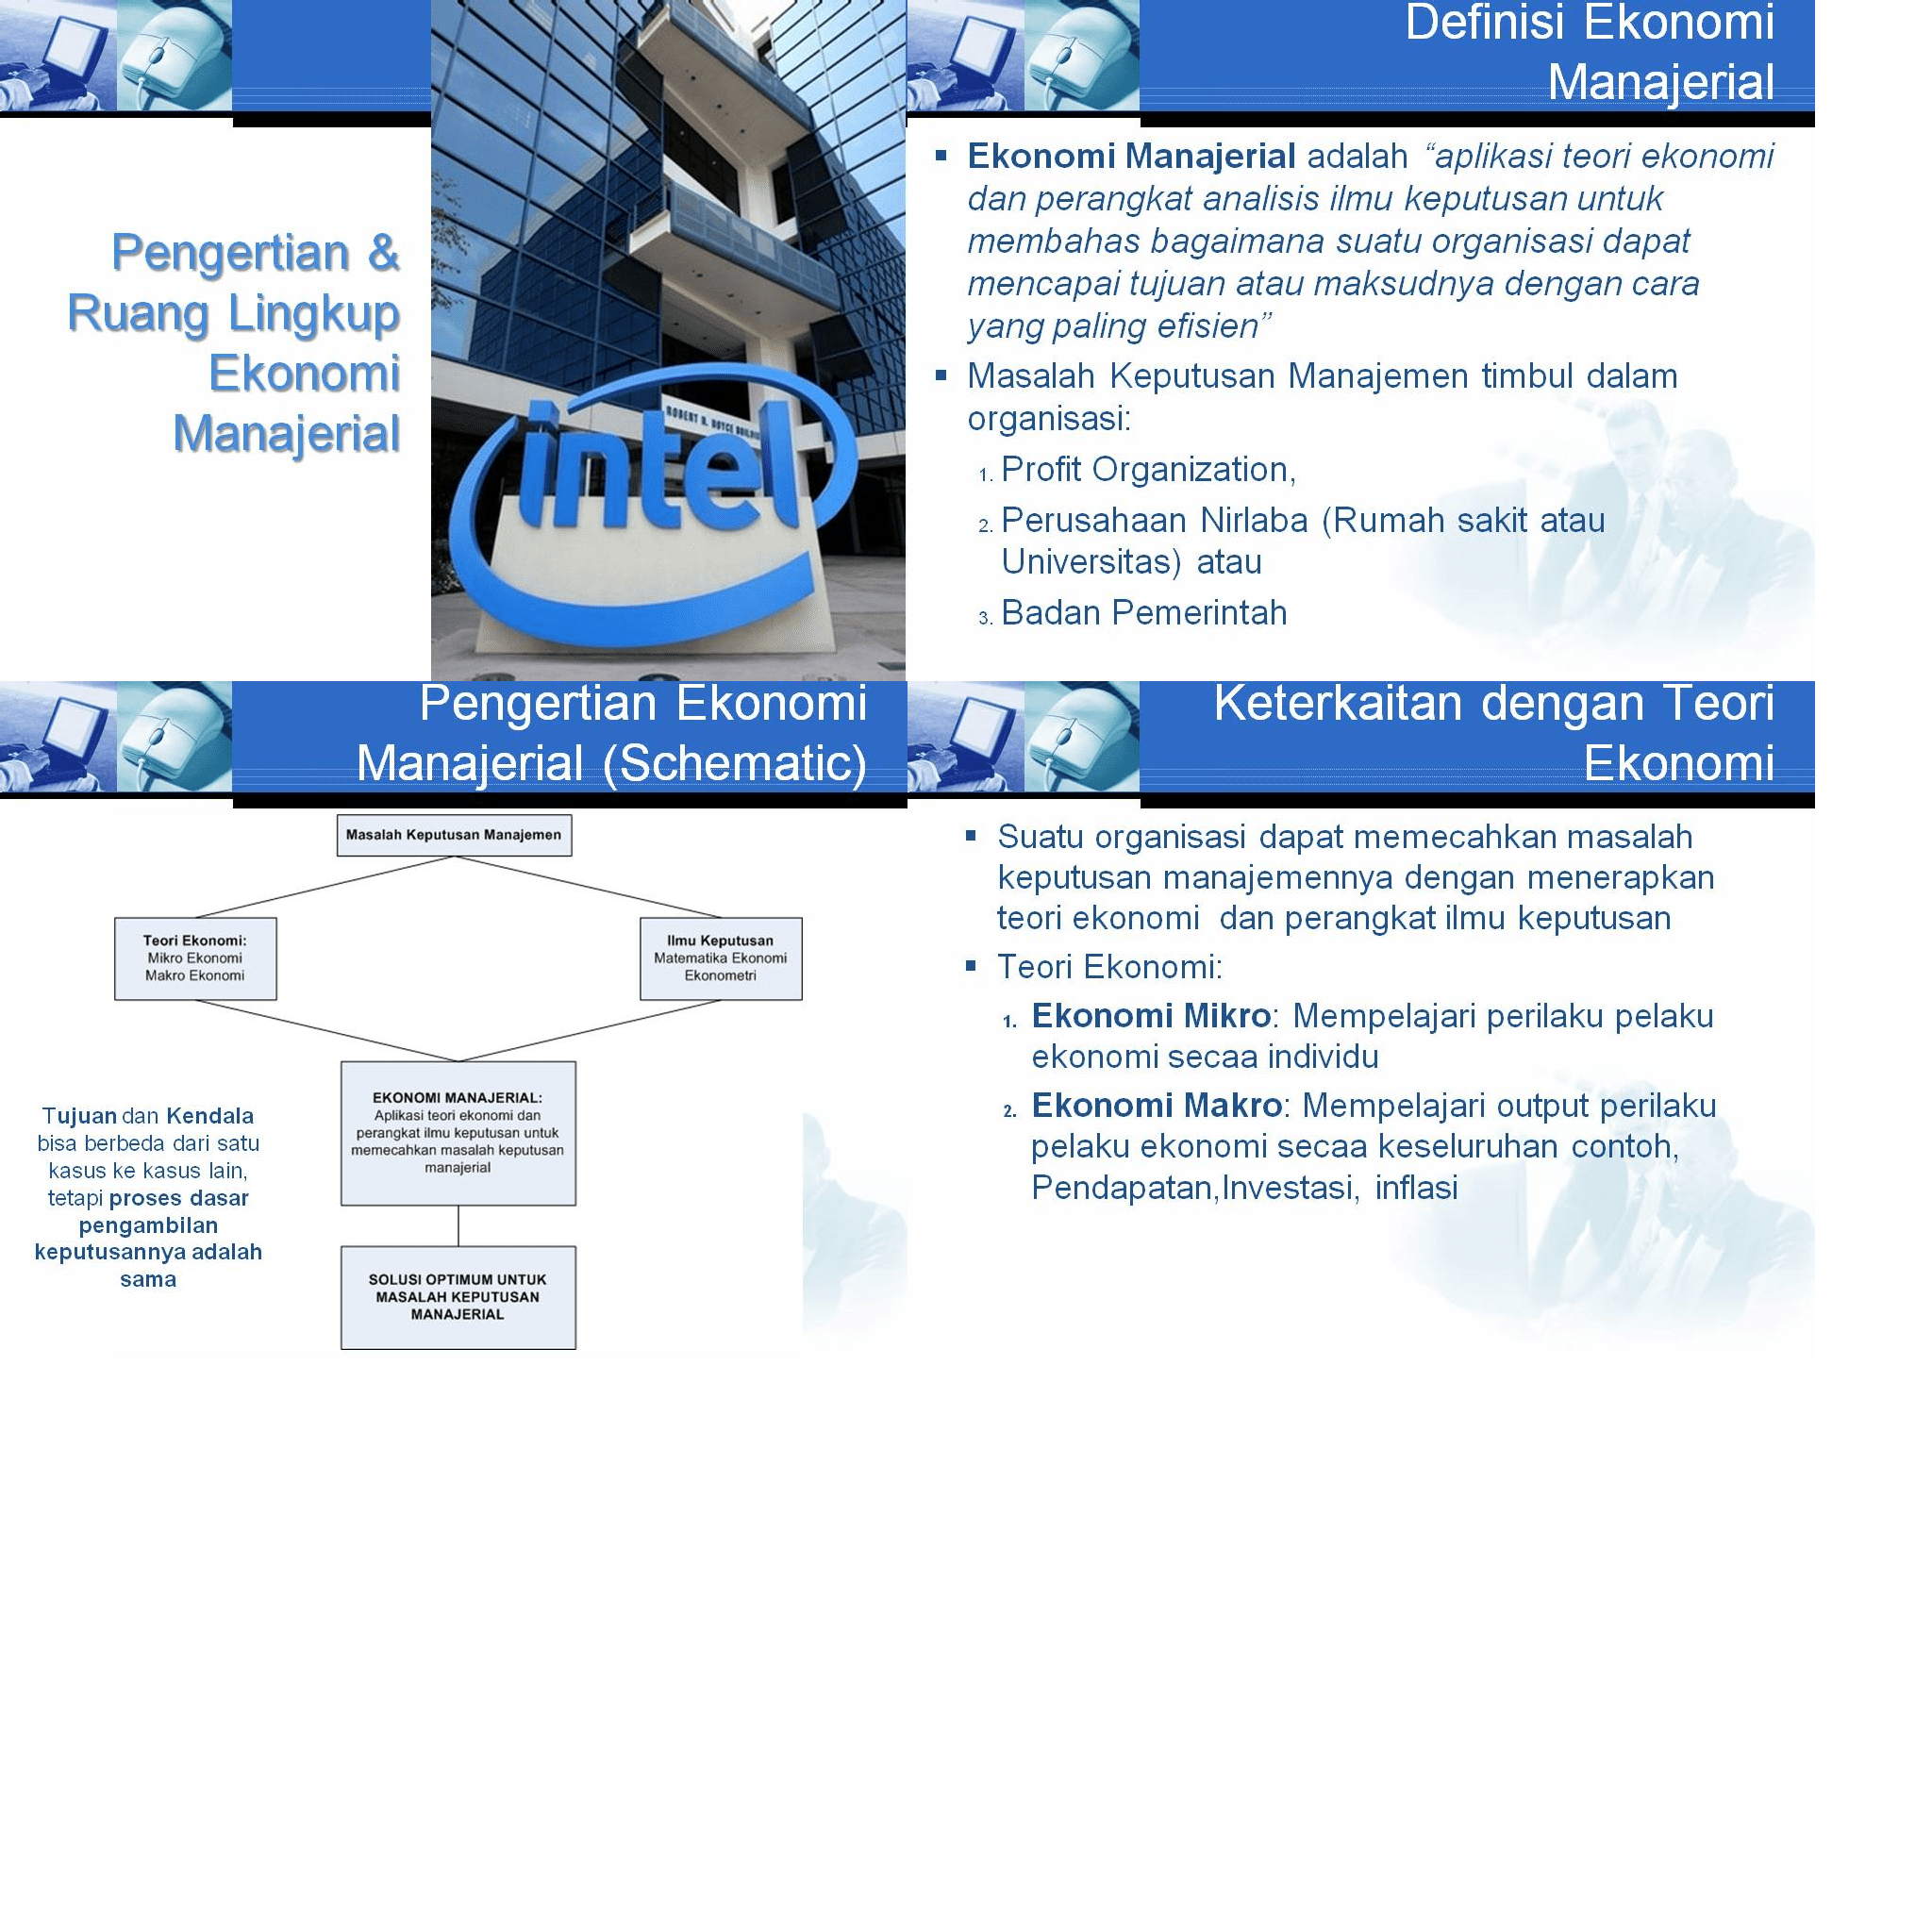 Pengertian &
Ruang Lingkup
Ekonomi
Manajerial
ROBERT N. NOYCE BUILDING
intel
Definisi Ekonomi
Manajerial
▪ Ekonomi Manajerial adalah “aplikasi teori ekonomi
dan perangkat analisis ilmu keputusan untuk
membahas bagaimana suatu organisasi dapat
mencapai tujuan atau maksudnya dengan cara
yang paling efisien”
▪ Masalah Keputusan Manajemen timbul dalam
organisasi:
1. Profit Organization,
2. Perusahaan Nirlaba (Rumah sakit atau
Universitas) atau
3. Badan Pemerintah
Pengertian Ekonomi
Manajerial (Schematic)
Masalah Keputusan Manajemen
Teori Ekonomi:
Mikro Ekonomi
Makro Ekonomi
Ilmu Keputusan
Matematika Ekonomi
Ekonometri
EKONOMI MANAJERIAL:
Aplikasi teori ekonomi dan
perangkat ilmu keputusan untuk
memecahkan masalah keputusan
manajerial
SOLUSI OPTIMUM UNTUK
MASALAH KEPUTUSAN
MANAJERIAL
Tujuan dan Kendala
bisa berbeda dari satu
kasus ke kasus lain,
tetapi proses dasar
pengambilan
keputusannya adalah
sama
Keterkaitan dengan Teori
Ekonomi
▪ Suatu organisasi dapat memecahkan masalah
keputusan manajemennya dengan menerapkan
teori ekonomi dan perangkat ilmu keputusan
▪ Teori Ekonomi:
1. Ekonomi Mikro: Mempelajari perilaku pelaku
ekonomi secaa individu
2. Ekonomi Makro: Mempelajari output perilaku
pelaku ekonomi secaa keseluruhan contoh,
Pendapatan,Investasi, inflasi